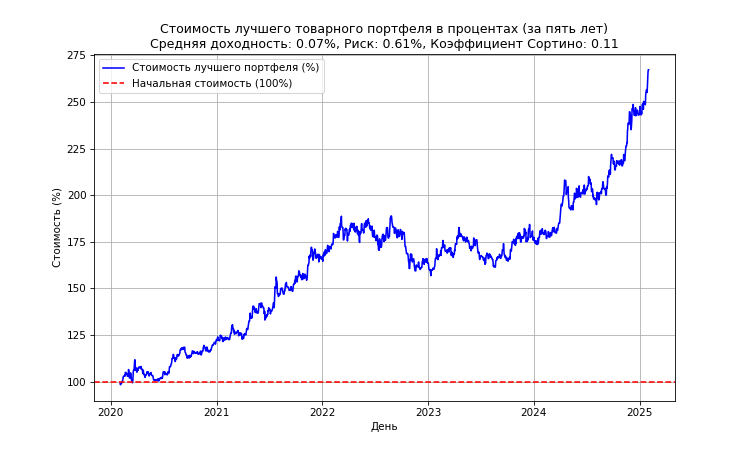 Стоимость лучшего товарного портфеля в процентах (за пять лет)
Средняя доходность: 0.07%, Риск: 0.61%, Коэффициент Сортино: 0.11
Стоимость лучшего портфеля (%)
Начальная стоимость (100%)
Стоимость (%)
275
250
225
200
175
150
125
100
2020
2021
2022
2023
2024
2025
День